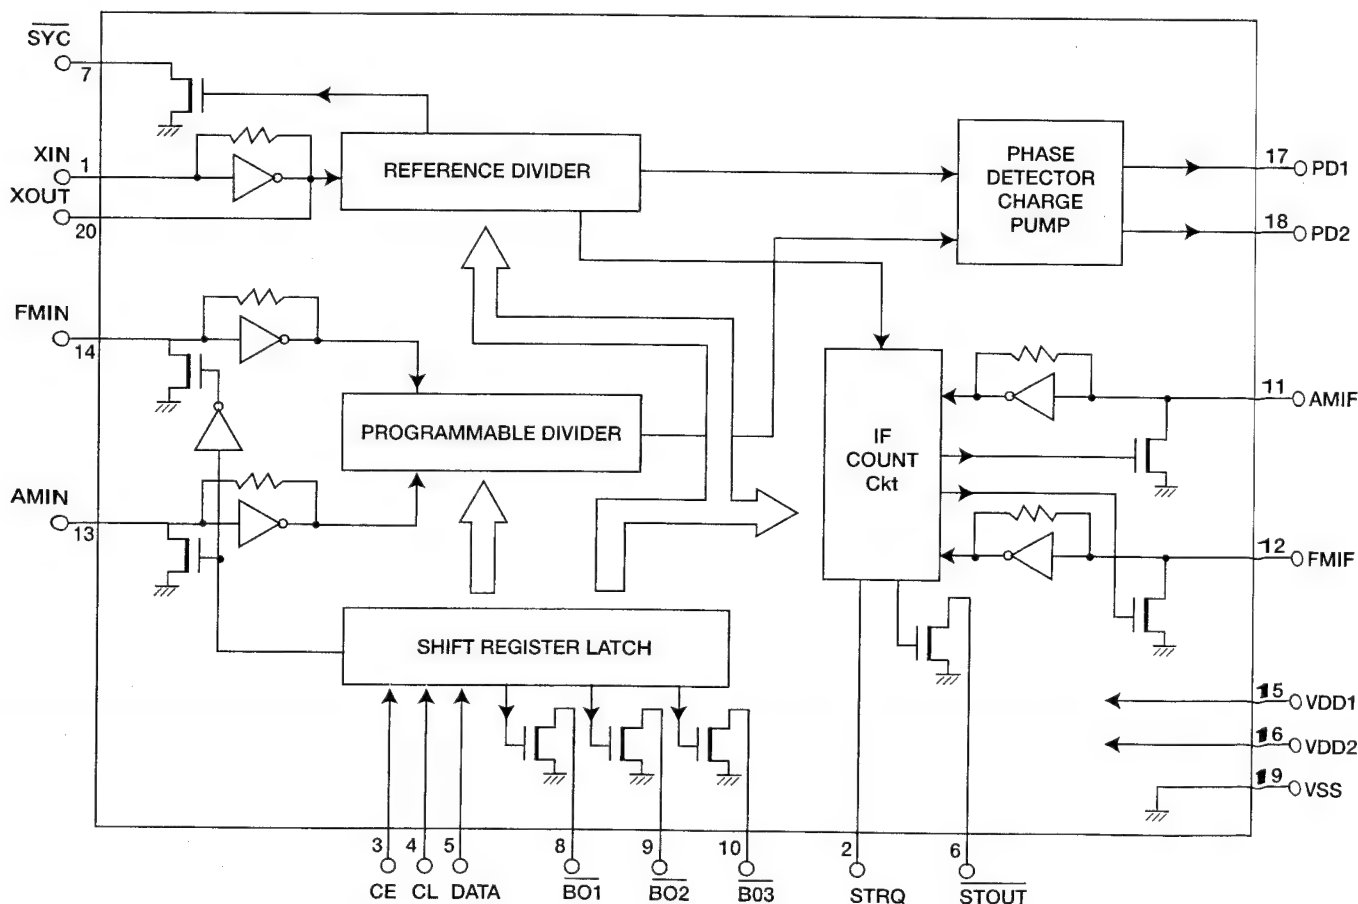 SYC
7
XIN
1
XOUT
20
REFERENCE DIVIDER
PHASE
DETECTOR
CHARGE
PUMP
17
PD1
18
PD2
FMIN
14
PROGRAMMABLE DIVIDER
IF
COUNT
Ckt
11
AMIF
AMIN
13
12
FMIF
SHIFT REGISTER LATCH
15
VDD1
16
VDD2
19
VSS
3
4
5
8
9
10
2
6
CE
CL
DATA
BO1
BO2
B03
STRQ
STOUT